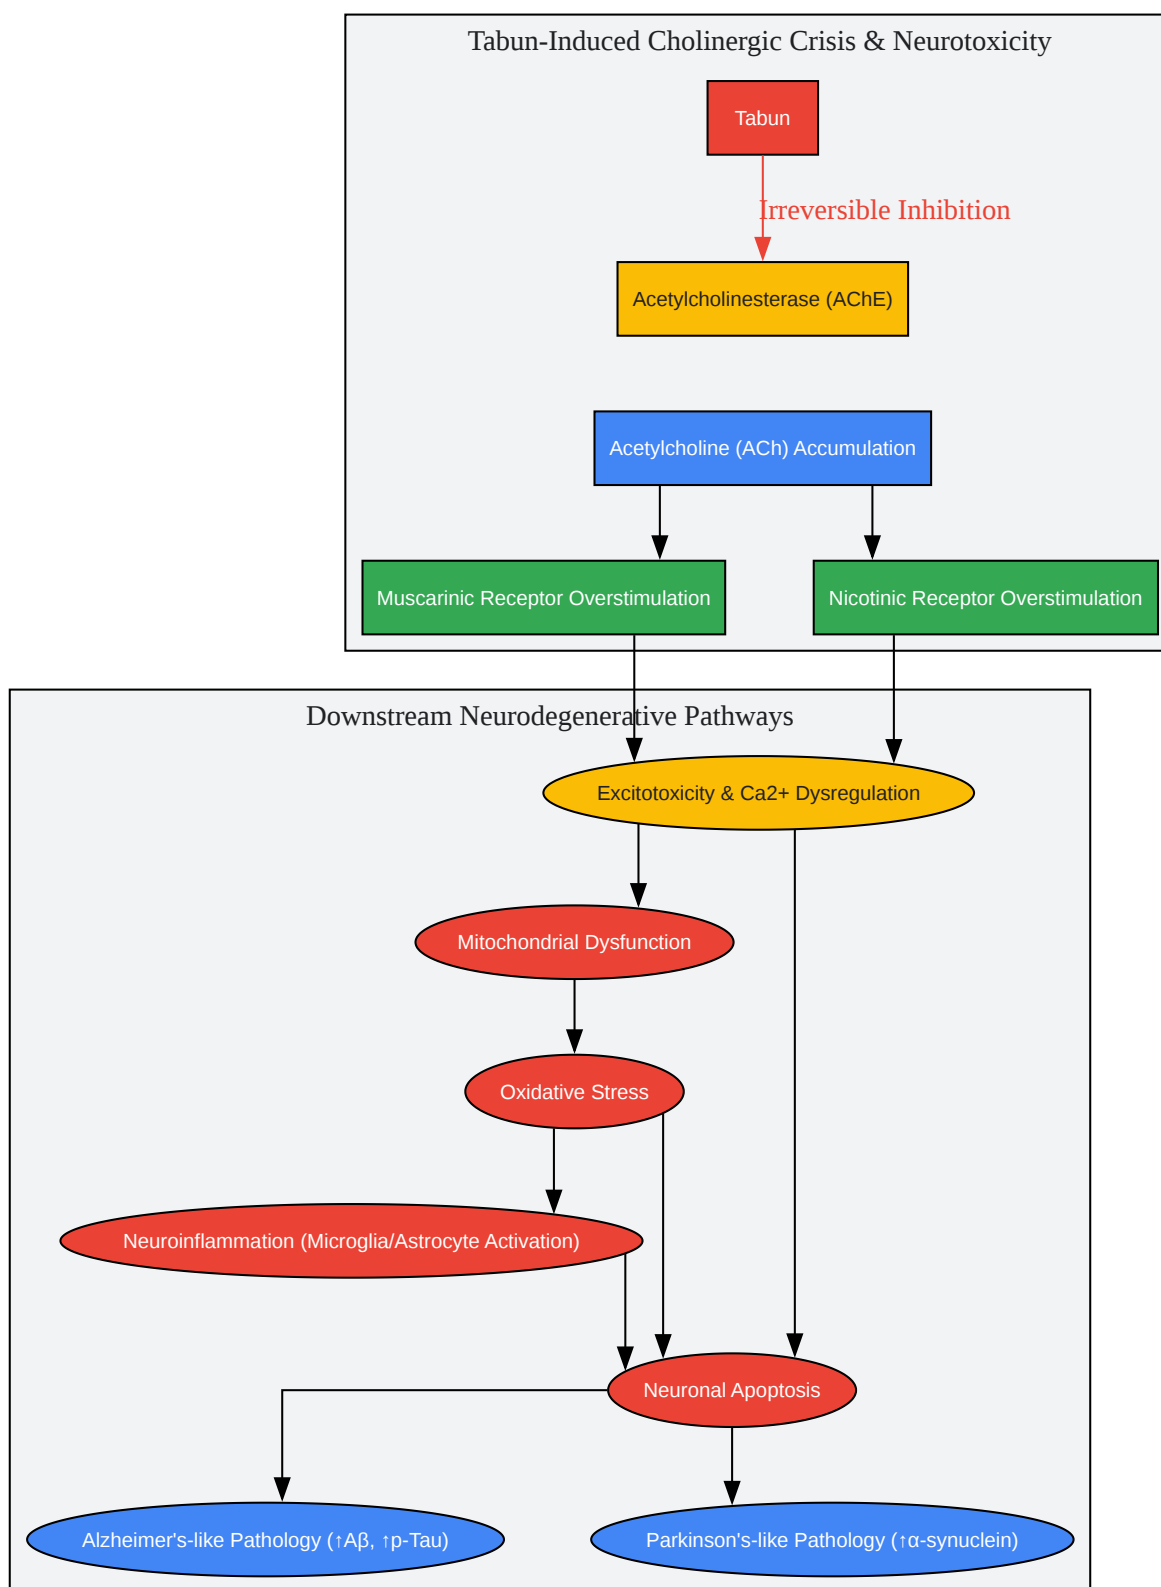 Tabun-Induced Cholinergic Crisis & Neurotoxicity
Tabun
Irreversible Inhibition
Acetylcholinesterase (AChE)
Acetylcholine (ACh) Accumulation
Muscarinic Receptor Overstimulation
Nicotinic Receptor Overstimulation
Downstream Neurodegenerative Pathways
Excitotoxicity & Ca2+ Dysregulation
Mitochondrial Dysfunction
Oxidative Stress
Neuroinflammation (Microglia/Astrocyte Activation)
Neuronal Apoptosis
Alzheimer's-like Pathology (↑Aβ, ↑p-Tau)
Parkinson's-like Pathology (↑α-synuclein)